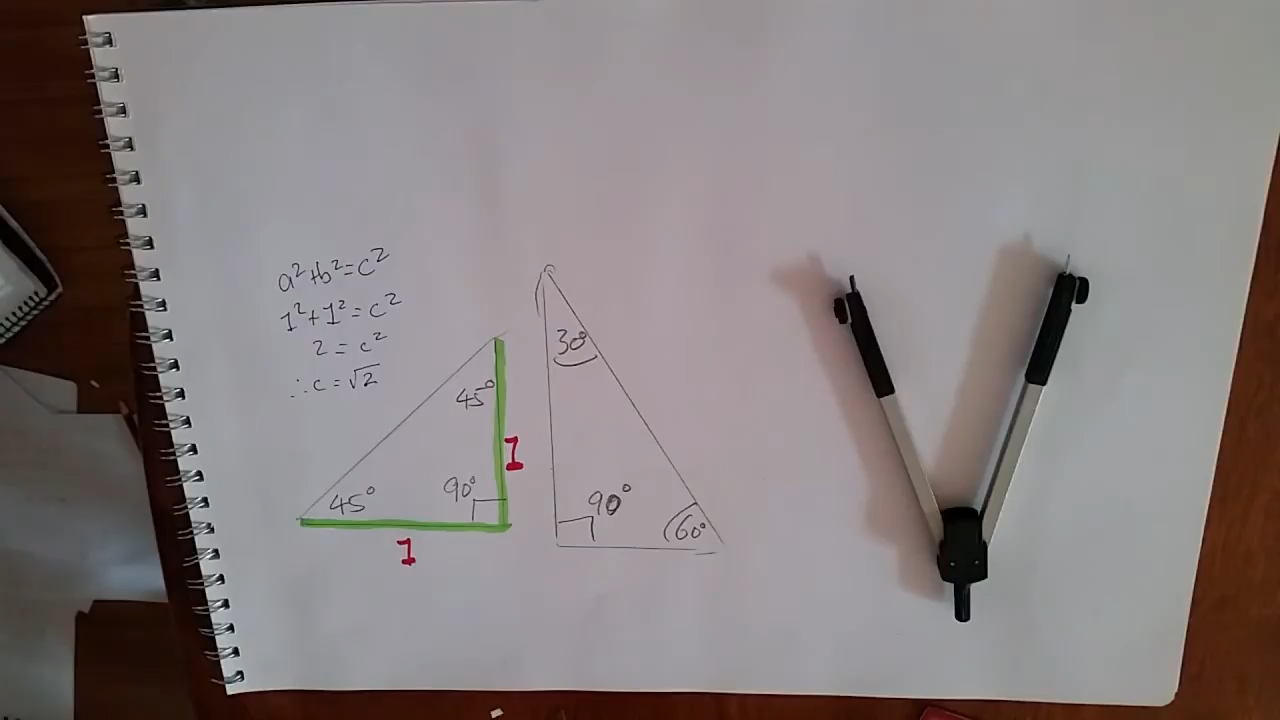 a²+b²=c²
1²+1²=c²
2=c²
∴c=√2
45°
45°
90°
1
1
30°
90°
60°